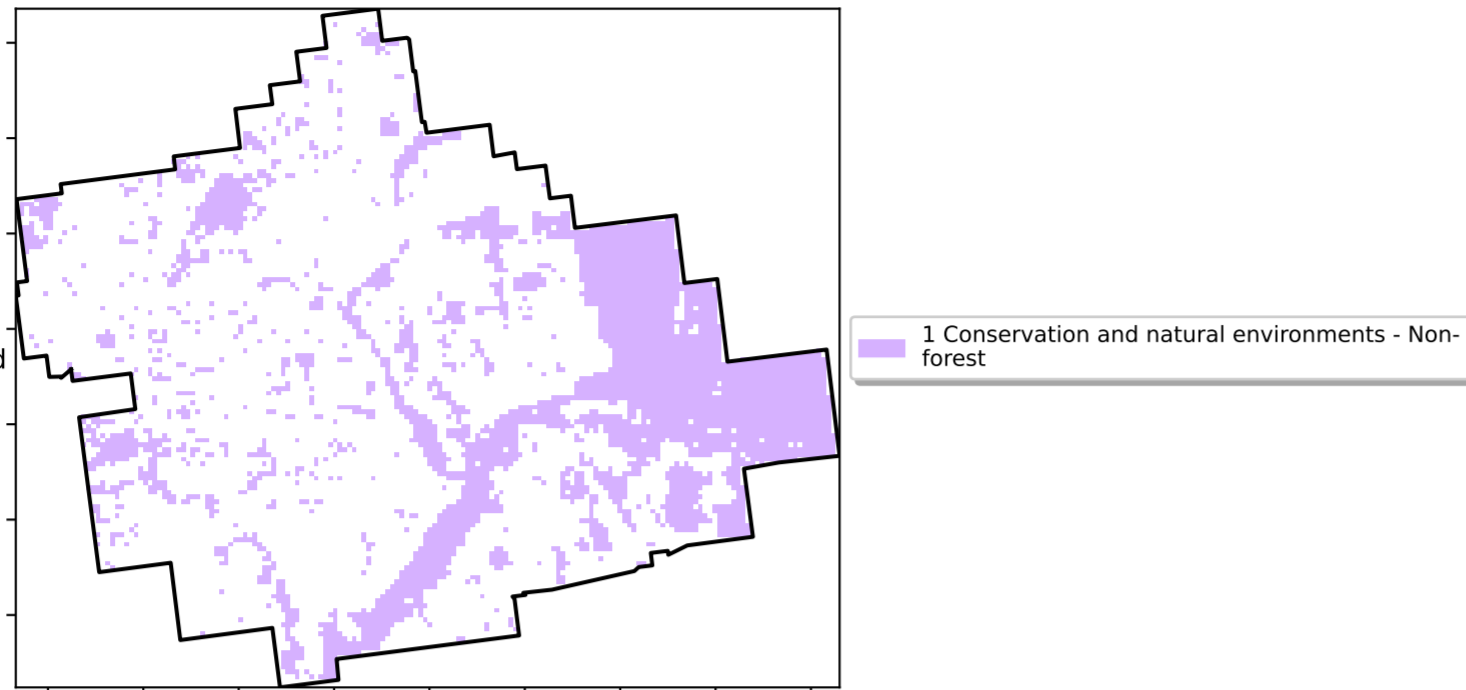 d
1 Conservation and natural environments - Non-
forest